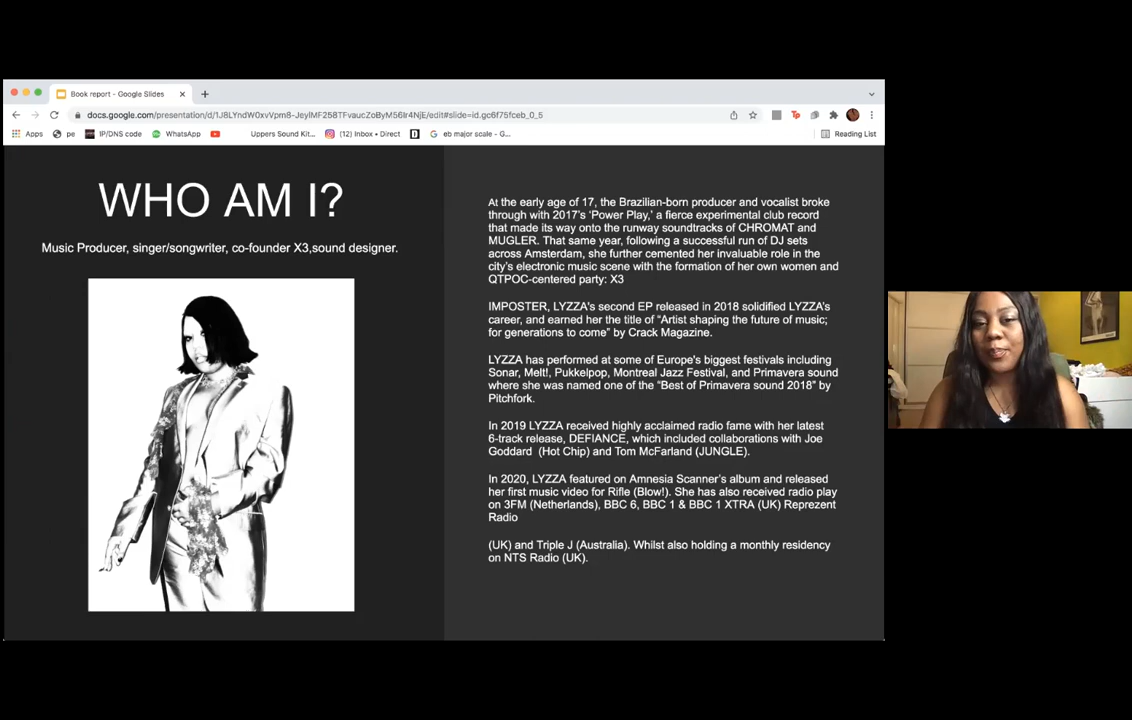 Book report - Google Slides
docs.google.com/presentation/d/1J8LYndW0xvVpm8-JeylMF258TFvaucZoByM56Ir4NjE/edit#slide=id.gc6f75fceb_0_5
Apps pe IP/DNS code WhatsApp Uppers Sound Kit... (12) Inbox • Direct eb major scale - G... Reading List
WHO AM I?
Music Producer, singer/songwriter, co-founder X3,sound designer.
At the early age of 17, the Brazilian-born producer and vocalist broke
through with 2017's ‘Power Play,’ a fierce experimental club record
that made its way onto the runway soundtracks of CHROMAT and
MUGLER. That same year, following a successful run of DJ sets
across Amsterdam, she further cemented her invaluable role in the
city's electronic music scene with the formation of her own women and
QTPOC-centered party: X3
IMPOSTER, LYZZA's second EP released in 2018 solidified LYZZA's
career, and earned her the title of “Artist shaping the future of music;
for generations to come” by Crack Magazine.
LYZZA has performed at some of Europe's biggest festivals including
Sonar, Melt!, Pukkelpop, Montreal Jazz Festival, and Primavera sound
where she was named one of the “Best of Primavera sound 2018” by
Pitchfork.
In 2019 LYZZA received highly acclaimed radio fame with her latest
6-track release, DEFIANCE, which included collaborations with Joe
Goddard (Hot Chip) and Tom McFarland (JUNGLE).
In 2020, LYZZA featured on Amnesia Scanner's album and released
her first music video for Rifle (Blow!). She has also received radio play
on 3FM (Netherlands), BBC 6, BBC 1 & BBC 1 XTRA (UK) Reprezent
Radio
(UK) and Triple J (Australia). Whilst also holding a monthly residency
on NTS Radio (UK).